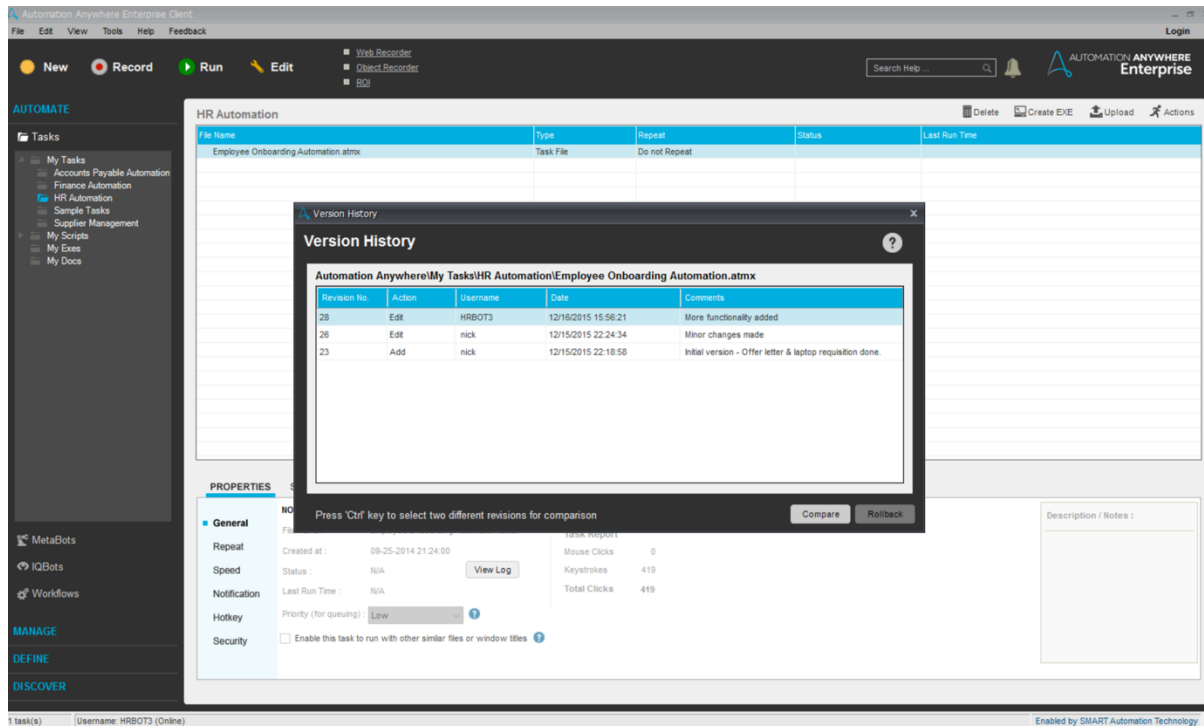 Automation Anywhere Enterprise Client
File Edit View Tools Help Feedback
Login
New Record Run Edit
Web Recorder
Object Recorder
ROI
Search Help ...
AUTOMATION ANYWHERE
Enterprise
AUTOMATE
Tasks
My Tasks
Accounts Payable Automation
Finance Automation
HR Automation
Sample Tasks
Supplier Management
My Scripts
My Exes
My Docs
MetaBots
IQBots
Workflows
MANAGE
DEFINE
DISCOVER
HR Automation
Delete Create EXE Upload Actions
File Name Type Repeat Status Last Run Time
Employee Onboarding Automation.atmx Task File Do not Repeat
Version History x
Version History ?
Automation Anywhere\My Tasks\HR Automation\Employee Onboarding Automation.atmx
Revision No. Action Username Date Comments
28 Edit HRBOT3 12/16/2015 15:56:21 More functionality added
26 Edit nick 12/15/2015 22:24:34 Minor changes made
23 Add nick 12/15/2015 22:18:58 Initial version - Offer letter & laptop requisition done.
Press 'Ctrl' key to select two different revisions for comparison
Compare Rollback
PROPERTIES
General
Repeat
Speed
Notification
Hotkey
Security
Created at : 09-25-2014 21:24:00
Status : N/A View Log
Last Run Time : N/A
Priority (for queuing) : Low ?
Enable this task to run with other similar files or window titles ?
Task Report
Mouse Clicks 0
Keystrokes 419
Total Clicks 419
Description / Notes :
1 task(s) Username: HRBOT3 (Online)
Enabled by SMART Automation Technology